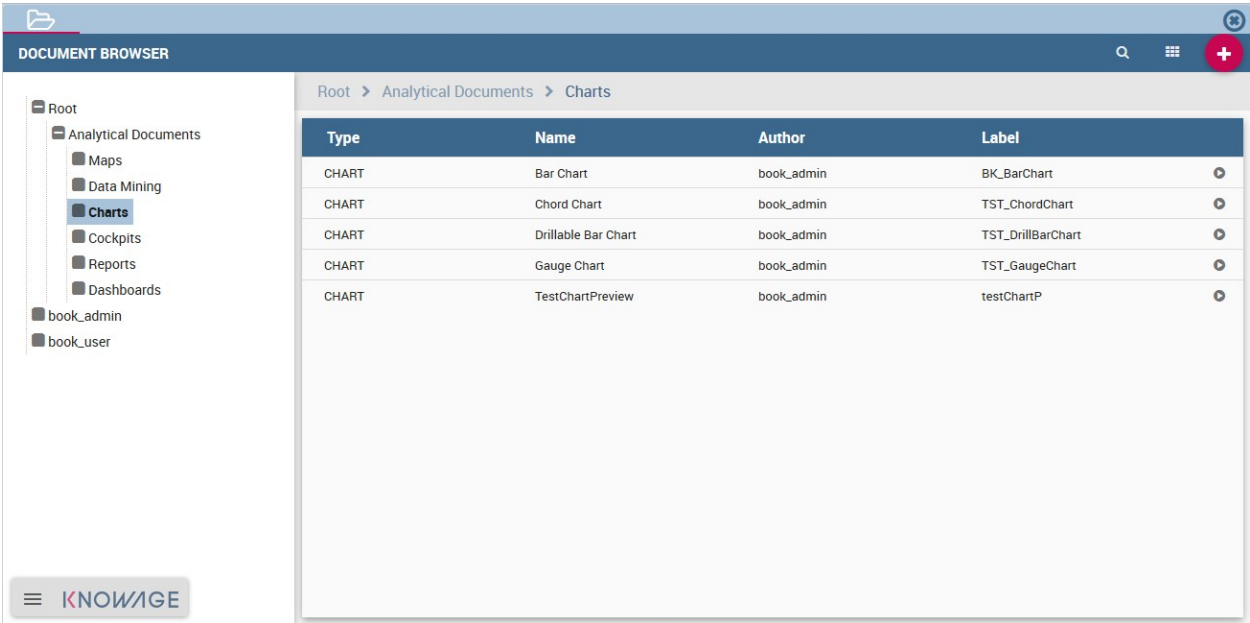 DOCUMENT BROWSER
Root
Analytical Documents
Maps
Data Mining
Charts
Cockpits
Reports
Dashboards
book_admin
book_user
Root > Analytical Documents > Charts
Type Name Author Label
CHART Bar Chart book_admin BK_BarChart
CHART Chord Chart book_admin TST_ChordChart
CHART Drillable Bar Chart book_admin TST_DrillBarChart
CHART Gauge Chart book_admin TST_GaugeChart
CHART TestChartPreview book_admin testChartP
KNOWAGE